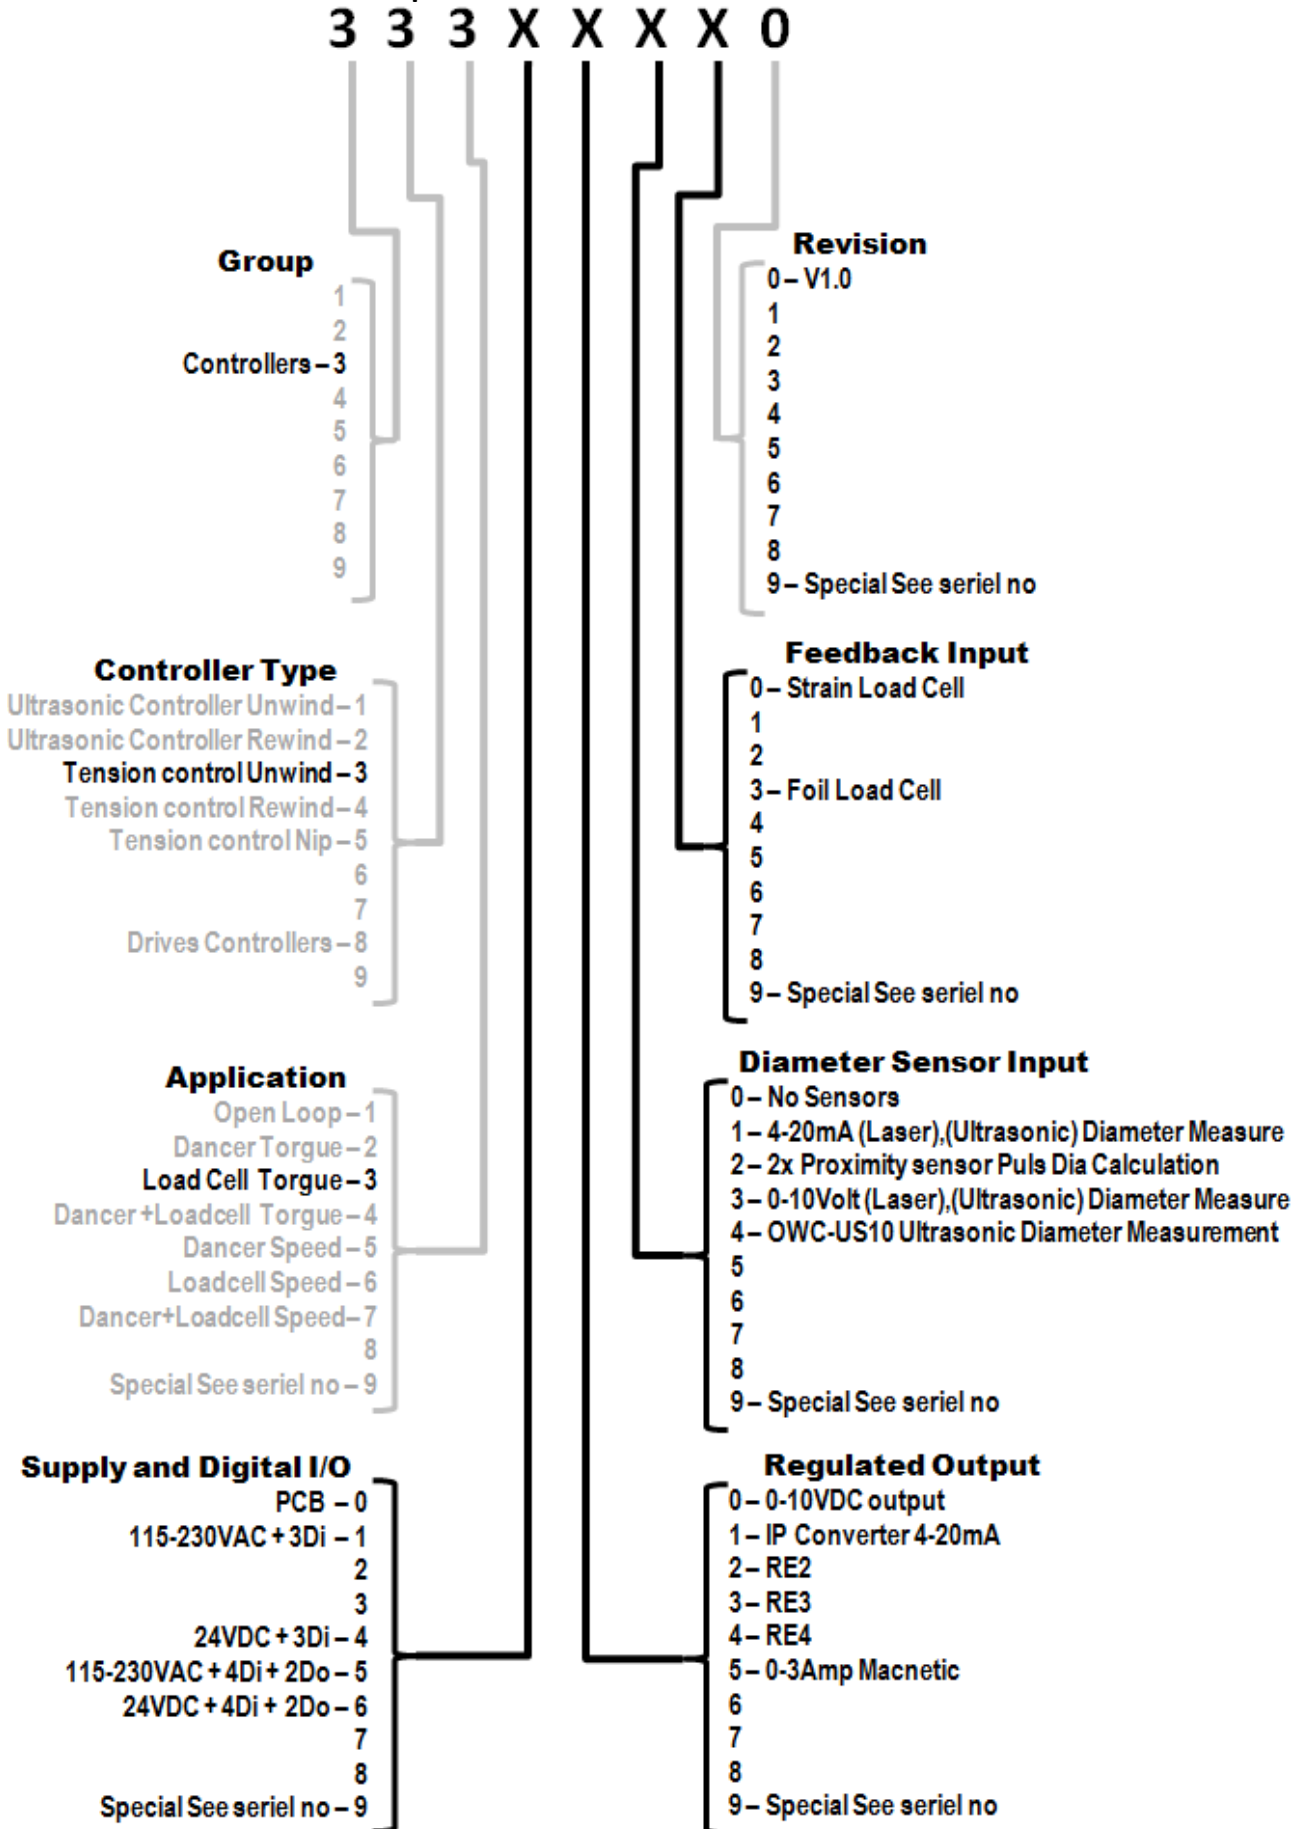 3 3 3 X X X X 0
Group
1
2
Controllers – 3
4
5
6
7
8
9
Revision
0 – V1.0
1
2
3
4
5
6
7
8
9 – Special See seriel no
Controller Type
Ultrasonic Controller Unwind – 1
Ultrasonic Controller Rewind – 2
Tension control Unwind – 3
Tension control Rewind – 4
Tension control Nip – 5
6
7
Drives Controllers – 8
9
Feedback Input
0 – Strain Load Cell
1
2
3 – Foil Load Cell
4
5
6
7
8
9 – Special See seriel no
Application
Open Loop – 1
Dancer Torgue – 2
Load Cell Torgue – 3
Dancer +Loadcell Torgue – 4
Dancer Speed – 5
Loadcell Speed – 6
Dancer+Loadcell Speed – 7
8
Special See seriel no – 9
Diameter Sensor Input
0 – No Sensors
1 – 4-20mA (Laser),(Ultrasonic) Diameter Measure
2 – 2x Proximity sensor Puls Dia Calculation
3 – 0-10Volt (Laser),(Ultrasonic) Diameter Measure
4 – OWC-US10 Ultrasonic Diameter Measurement
5
6
7
8
9 – Special See seriel no
Supply and Digital I/O
PCB – 0
115-230VAC + 3Di – 1
2
3
24VDC + 3Di – 4
115-230VAC + 4Di + 2Do – 5
24VDC + 4Di + 2Do – 6
7
8
Special See seriel no – 9
Regulated Output
0 – 0-10VDC output
1 – IP Converter 4-20mA
2 – RE2
3 – RE3
4 – RE4
5 – 0-3Amp Macnetic
6
7
8
9 – Special See seriel no